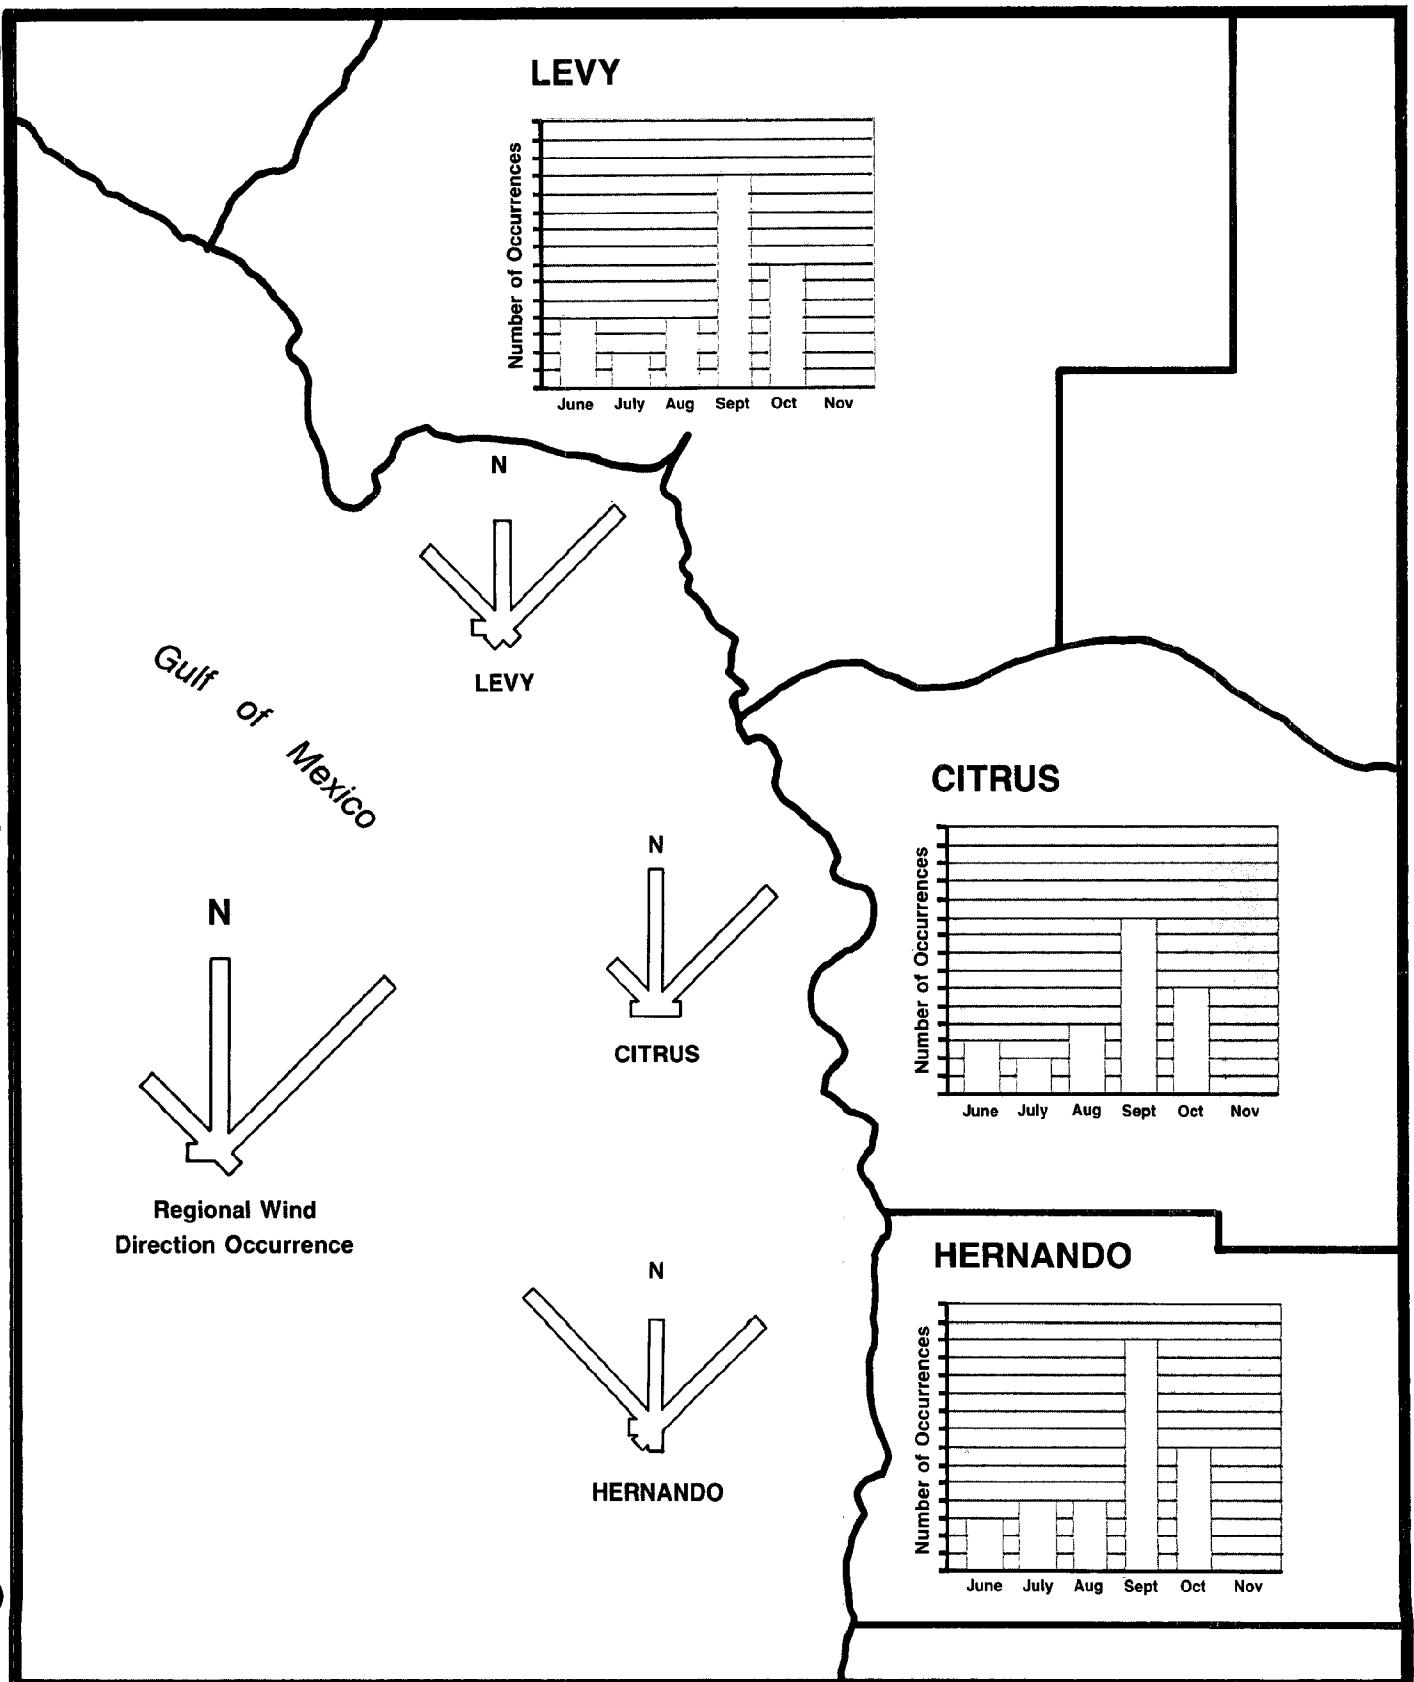 LEVY
Number of Occurrences
June July Aug Sept Oct Nov
N
LEVY
Gulf of Mexico
CITRUS
Number of Occurrences
June July Aug Sept Oct Nov
N
CITRUS
N
Regional Wind
Direction Occurrence
HERNANDO
Number of Occurrences
June July Aug Sept Oct Nov
N
HERNANDO